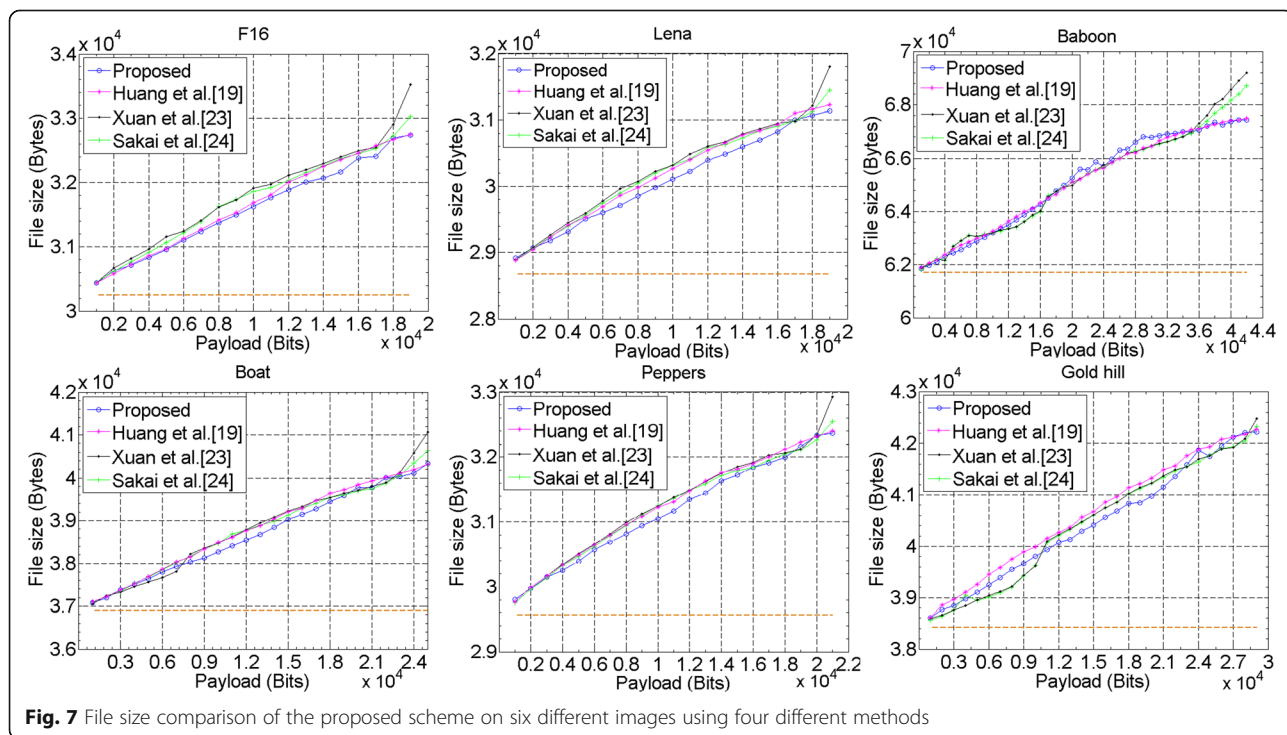 F16
× 10^4
3.4
3.3
3.2
3.1
3
File size (Bytes)
Proposed
Huang et al.[19]
Xuan et al.[23]
Sakai et al.[24]
0.2 0.4 0.6 0.8 1 1.2 1.4 1.6 1.8 2
Payload (Bits)
× 10^4
Lena
× 10^4
3.2
3.1
3
2.9
2.8
File size (Bytes)
Proposed
Huang et al.[19]
Xuan et al.[23]
Sakai et al.[24]
0.2 0.4 0.6 0.8 1 1.2 1.4 1.6 1.8 2
Payload (Bits)
× 10^4
Baboon
× 10^4
7
6.8
6.6
6.4
6.2
6
File size (Bytes)
Proposed
Huang et al.[19]
Xuan et al.[23]
Sakai et al.[24]
0.4 0.8 1.2 1.6 2 2.4 2.8 3.2 3.6 4 4.4
Payload (Bits)
× 10^4
Boat
× 10^4
4.2
4.1
4
3.9
3.8
3.7
3.6
File size (Bytes)
Proposed
Huang et al.[19]
Xuan et al.[23]
Sakai et al.[24]
0.3 0.6 0.9 1.2 1.5 1.8 2.1 2.4
Payload (Bits)
× 10^4
Peppers
× 10^4
3.3
3.2
3.1
3
2.9
File size (Bytes)
Proposed
Huang et al.[19]
Xuan et al.[23]
Sakai et al.[24]
0.2 0.4 0.6 0.8 1 1.2 1.4 1.6 1.8 2 2.2
Payload (Bits)
× 10^4
Gold hill
× 10^4
4.3
4.2
4.1
4
3.9
3.8
File size (Bytes)
Proposed
Huang et al.[19]
Xuan et al.[23]
Sakai et al.[24]
0.3 0.6 0.9 1.2 1.5 1.8 2.1 2.4 2.7 3
Payload (Bits)
× 10^4
Fig. 7 File size comparison of the proposed scheme on six different images using four different methods